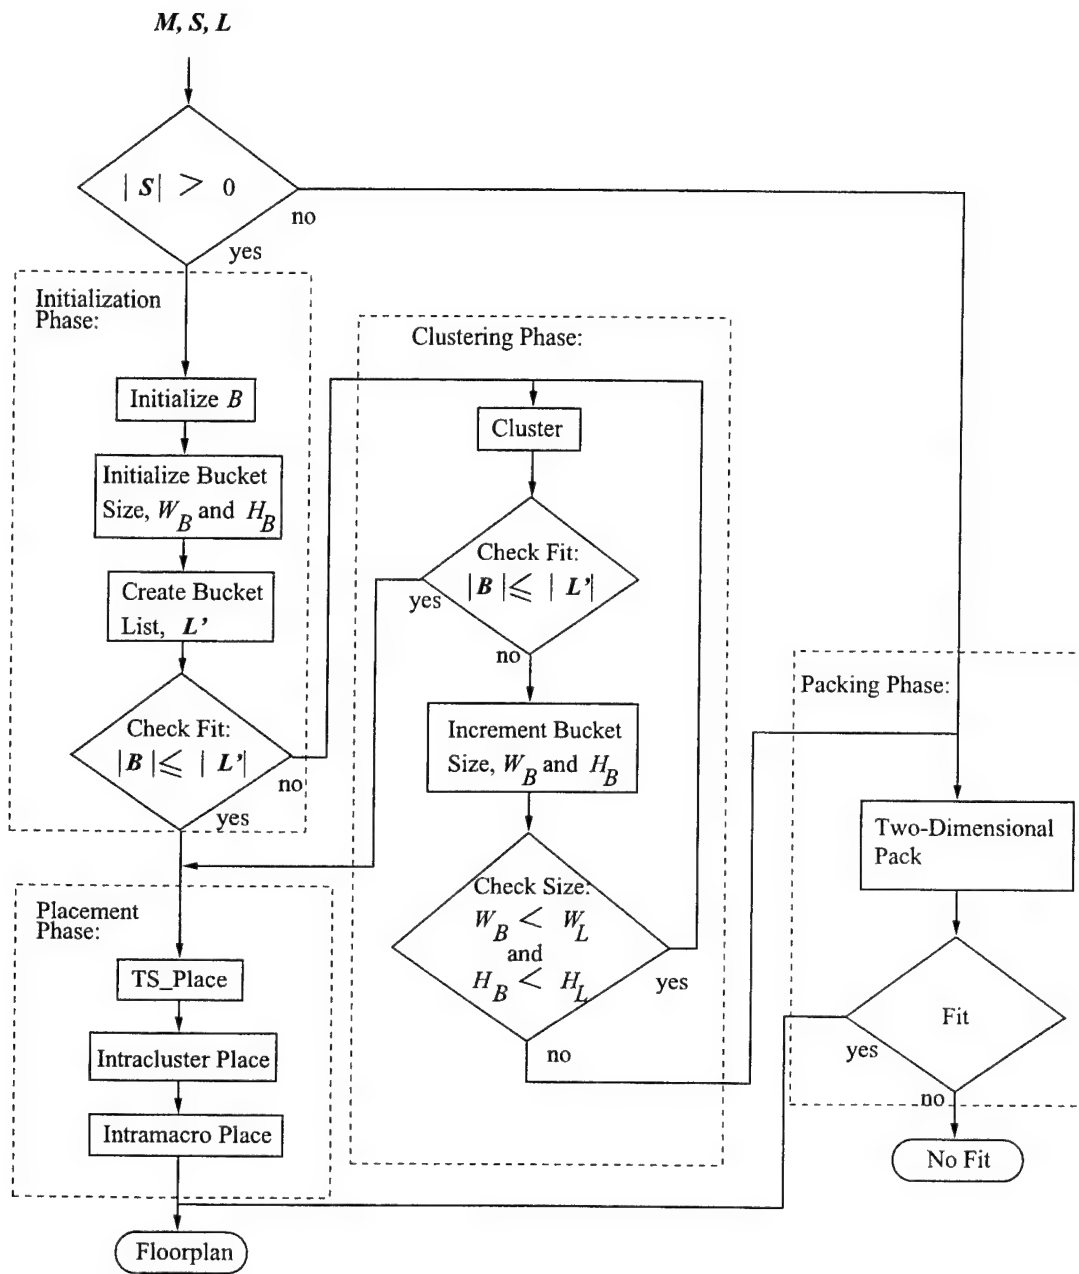 M, S, L
| S | > 0
no
yes
Initialization
Phase:
Initialize B
Initialize Bucket
Size, W_B and H_B
Create Bucket
List, L’
Check Fit:
| B | ⩽ | L’|
no
yes
Clustering Phase:
Cluster
Check Fit:
| B | ⩽ | L’|
yes
no
Increment Bucket
Size, W_B and H_B
Check Size:
W_B < W_L
and
H_B < H_L
yes
no
Placement
Phase:
TS_Place
Intracluster Place
Intramacro Place
Floorplan
Packing Phase:
Two-Dimensional
Pack
Fit
yes
no
No Fit